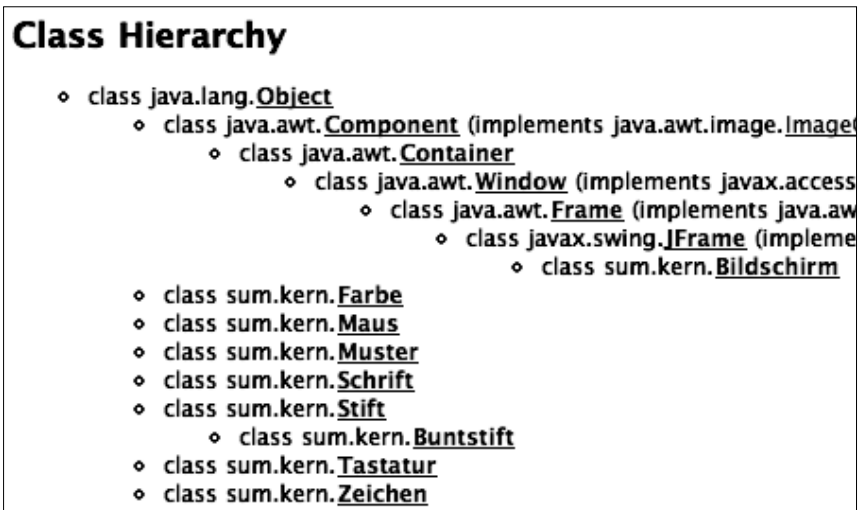 Class Hierarchy
class java.lang.Object
class java.awt.Component (implements java.awt.image.Image
class java.awt.Container
class java.awt.Window (implements javax.access
class java.awt.Frame (implements java.aw
class javax.swing.JFrame (impleme
class sum.kern.Bildschirm
class sum.kern.Farbe
class sum.kern.Maus
class sum.kern.Muster
class sum.kern.Schrift
class sum.kern.Stift
class sum.kern.Buntstift
class sum.kern.Tastatur
class sum.kern.Zeichen